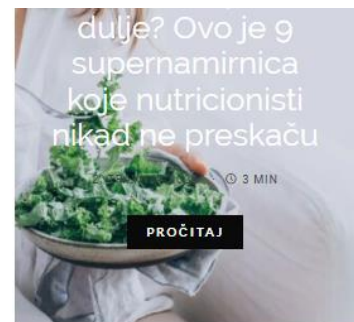 dulje? Ovo je 9
supernamirnica
koje nutricionisti
nikad ne preskaču
3 MIN
PROČITAJ